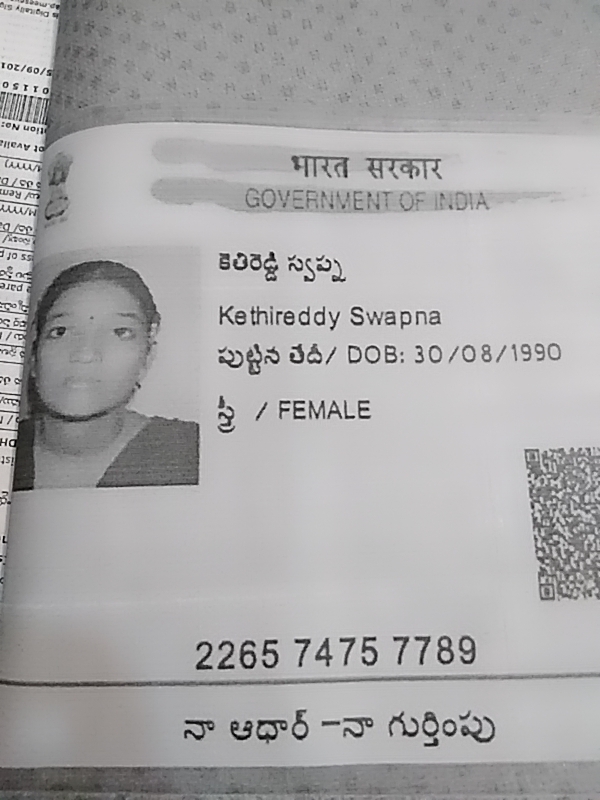 भारत सरकार
GOVERNMENT OF INDIA
కెతిరెడ్డి స్వప్న
Kethireddy Swapna
పుట్టిన తేదీ/ DOB: 30/08/1990
స్త్రీ / FEMALE
2265 7475 7789
నా ఆధార్ –నా గుర్తింపు